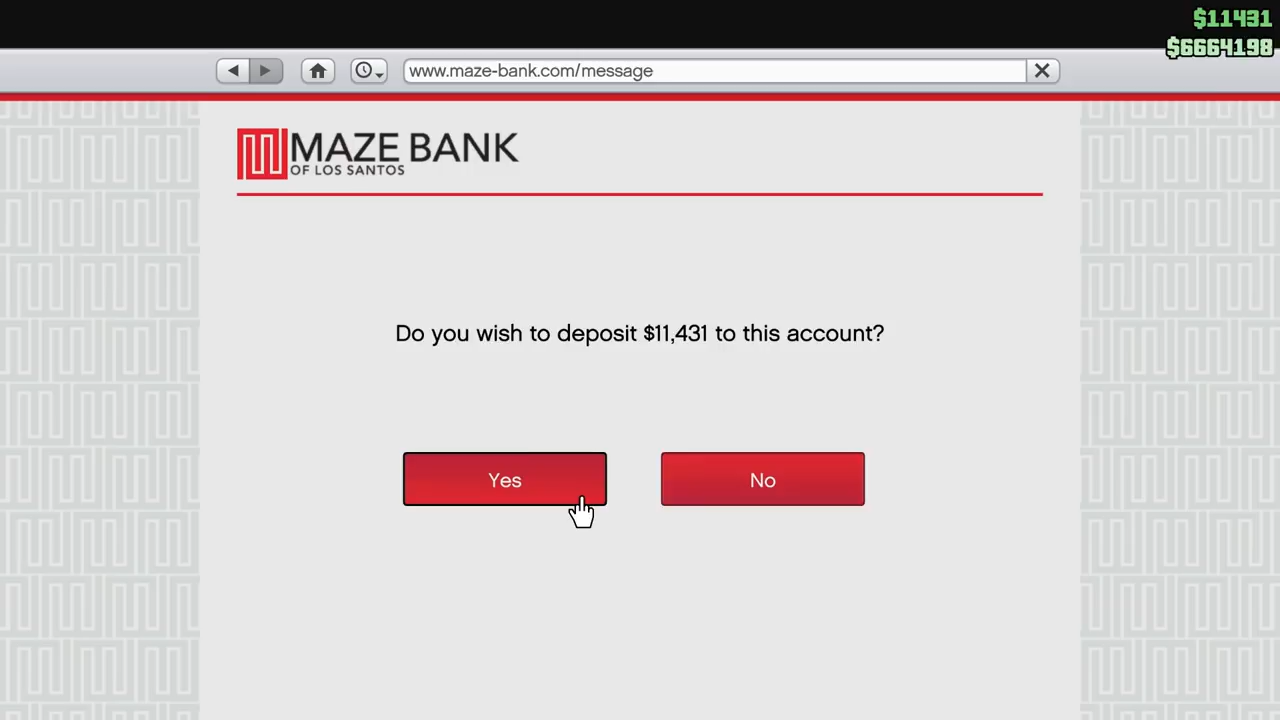 $11431
$6664198
www.maze-bank.com/message
MAZE BANK
OF LOS SANTOS
Do you wish to deposit $11,431 to this account?
Yes
No